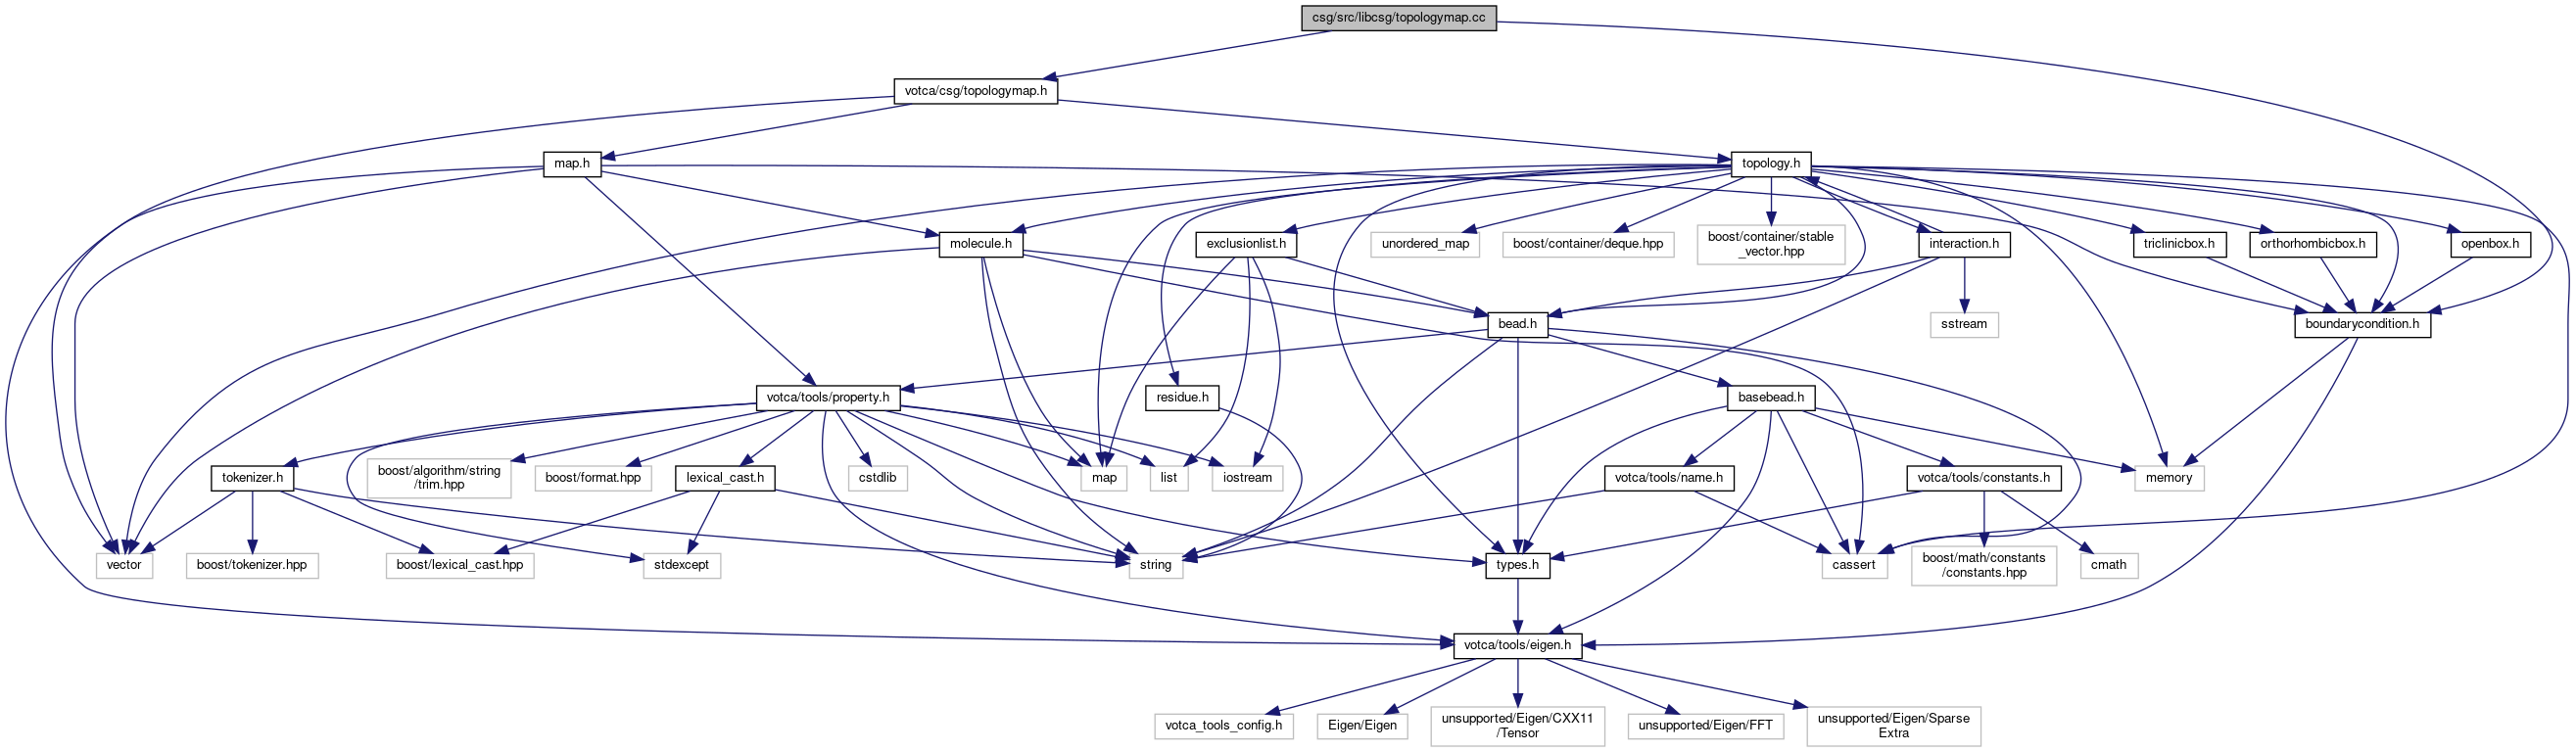 csg/src/libcsg/topologymap.cc
votca/csg/topologymap.h
map.h
topology.h
molecule.h
exclusionlist.h
unordered_map
boost/container/deque.hpp
boost/container/stable
_vector.hpp
interaction.h
triclinicbox.h
orthorhombicbox.h
openbox.h
bead.h
sstream
boundarycondition.h
votca/tools/property.h
residue.h
basebead.h
tokenizer.h
boost/algorithm/string
/trim.hpp
boost/format.hpp
lexical_cast.h
cstdlib
map
list
iostream
votca/tools/name.h
votca/tools/constants.h
memory
vector
boost/tokenizer.hpp
boost/lexical_cast.hpp
stdexcept
string
types.h
cassert
boost/math/constants
/constants.hpp
cmath
votca/tools/eigen.h
votca_tools_config.h
Eigen/Eigen
unsupported/Eigen/CXX11
/Tensor
unsupported/Eigen/FFT
unsupported/Eigen/Sparse
Extra